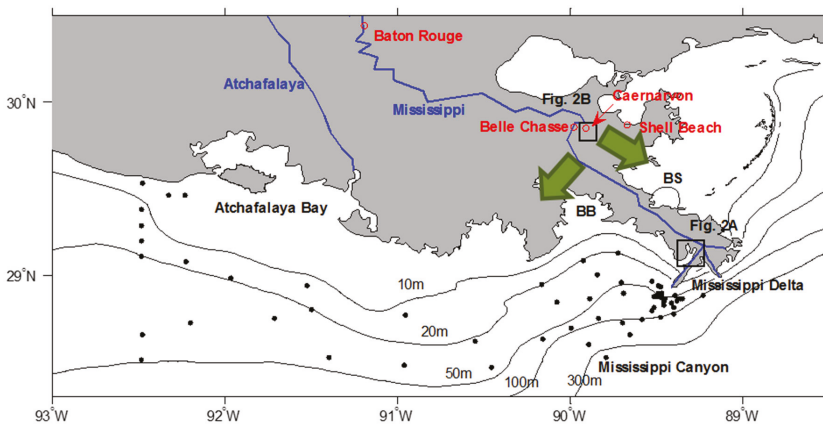 Baton Rouge
Atchafalaya
Mississippi
30°N
Fig. 2B
Caernarvon
Belle Chasse
Shell Beach
BS
Atchafalaya Bay
BB
Fig. 2A
29°N
10m
Mississippi Delta
20m
50m
100m
300m
Mississippi Canyon
93°W
92°W
91°W
90°W
89°W